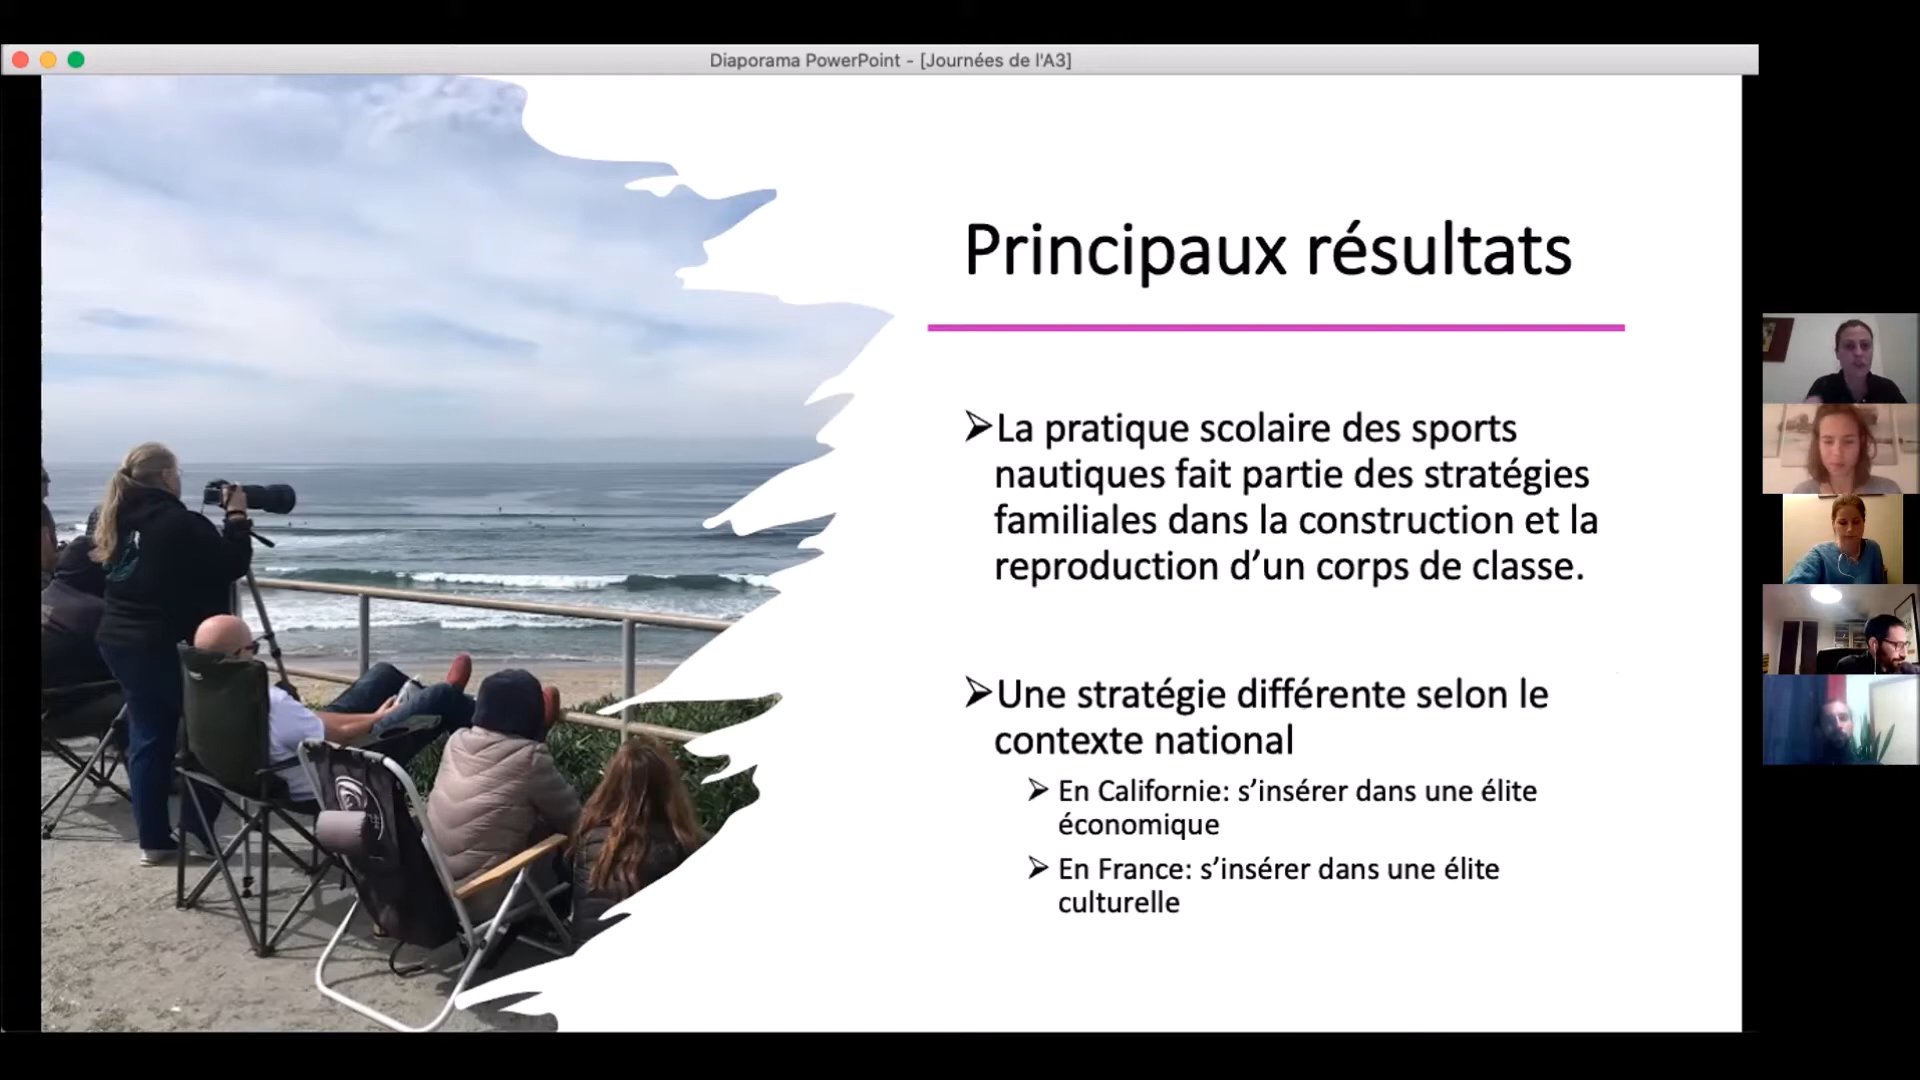 Diaporama PowerPoint - [Journées de l'A3]
Principaux résultats
➢La pratique scolaire des sports
nautiques fait partie des stratégies
familiales dans la construction et la
reproduction d’un corps de classe.
➢Une stratégie différente selon le
contexte national
➢ En Californie: s’insérer dans une élite
économique
➢ En France: s’insérer dans une élite
culturelle